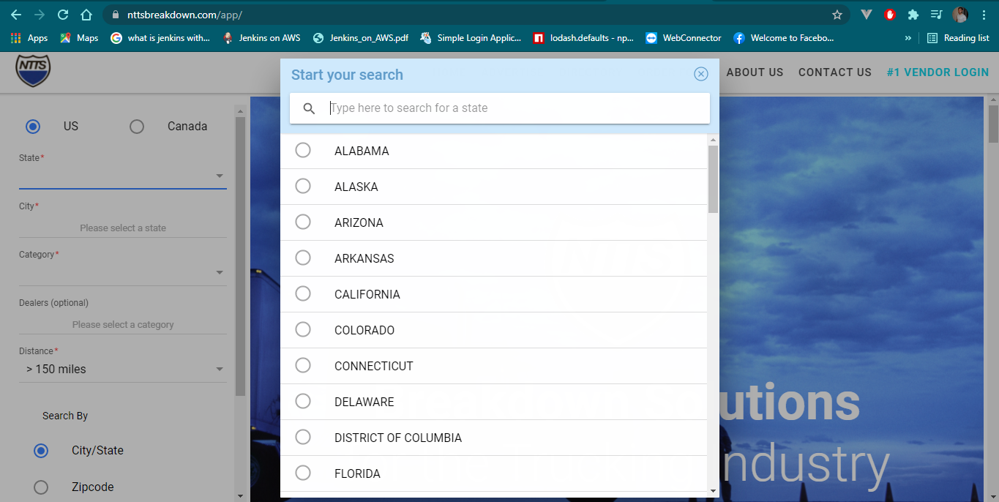 nttsbreakdown.com/app/
Apps Maps what is jenkins with... Jenkins on AWS Jenkins_on_AWS.pdf Simple Login Applic... lodash.defaults - np... WebConnector Welcome to Facebo... » Reading list
NTTS
ABOUT US CONTACT US #1 VENDOR LOGIN
Start your search
Type here to search for a state
US Canada
State*
City*
Please select a state
Category*
Dealers (optional)
Please select a category
Distance*
> 150 miles
Search By
City/State
Zipcode
ALABAMA
ALASKA
ARIZONA
ARKANSAS
CALIFORNIA
COLORADO
CONNECTICUT
DELAWARE
DISTRICT OF COLUMBIA
FLORIDA
utions
ndustry